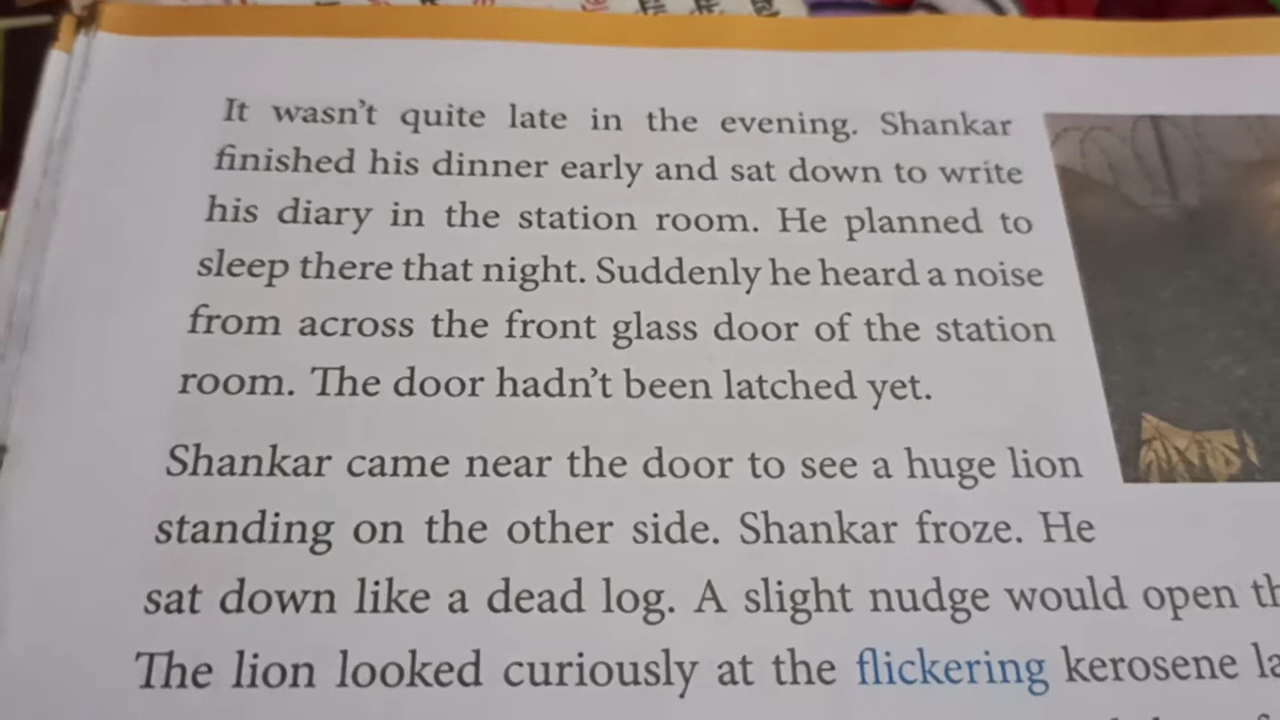 It wasn't quite late in the evening. Shankar
finished his dinner early and sat down to write
his diary in the station room. He planned to
sleep there that night. Suddenly he heard a noise
from across the front glass door of the station
room. The door hadn't been latched yet.
Shankar came near the door to see a huge lion
standing on the other side. Shankar froze. He
sat down like a dead log. A slight nudge would open
The lion looked curiously at the flickering kerosene